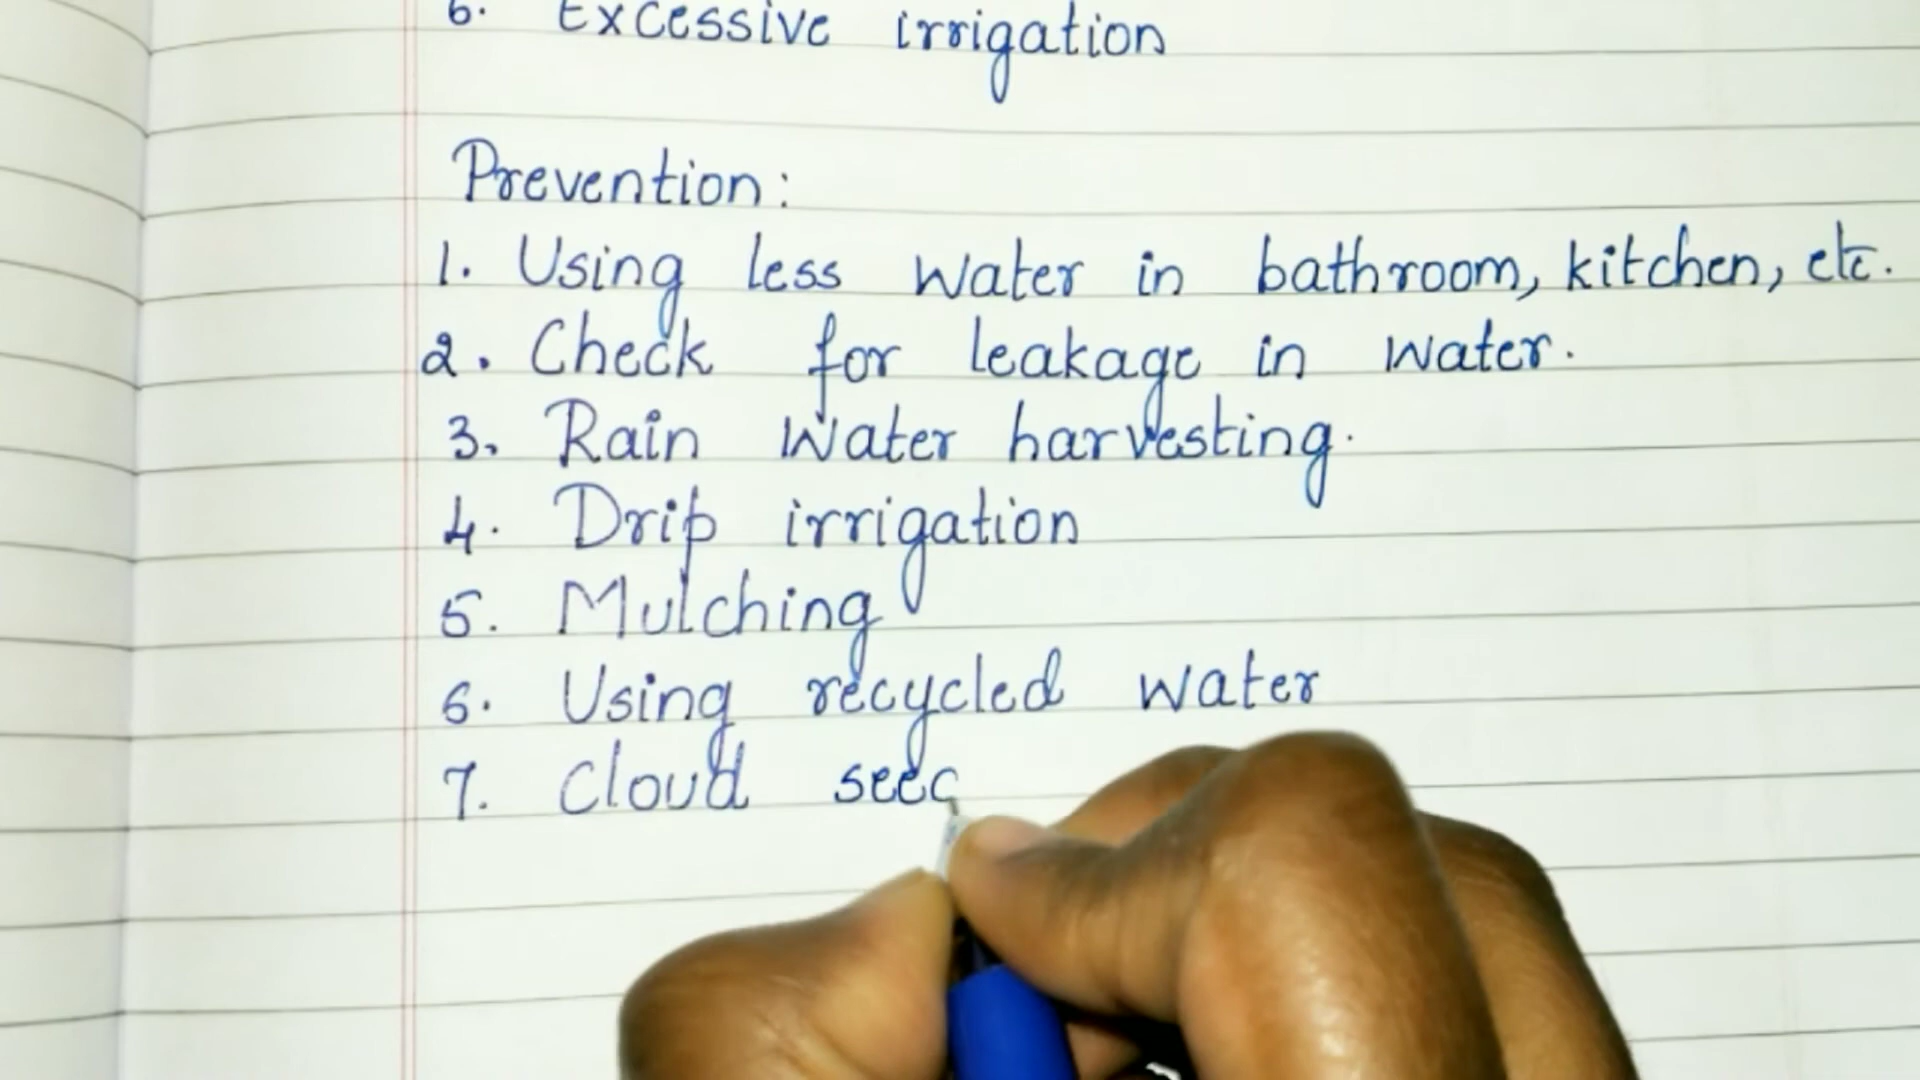 6. Excessive irrigation
Prevention:
1. Using less water in bathroom, kitchen, etc.
2. Check for leakage in water.
3. Rain water harvesting.
4. Drip irrigation
5. Mulching
6. Using recycled water
7. Cloud seec